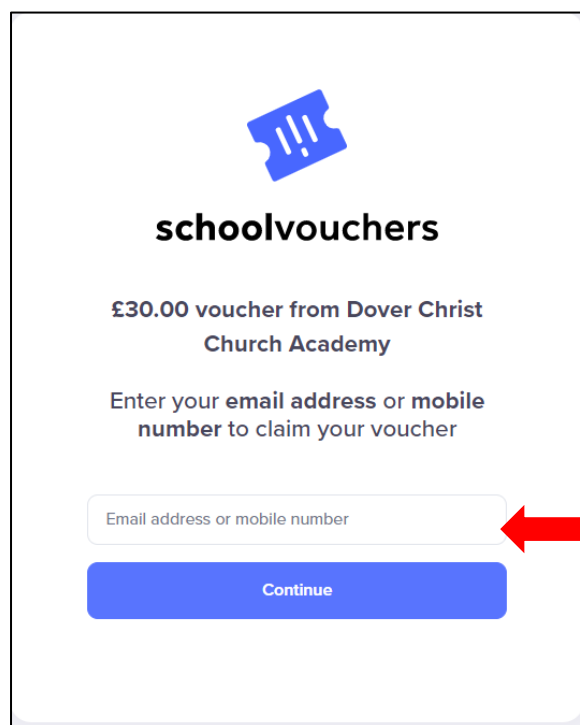 schoolvouchers
£30.00 voucher from Dover Christ
Church Academy
Enter your email address or mobile
number to claim your voucher
Email address or mobile number
Continue